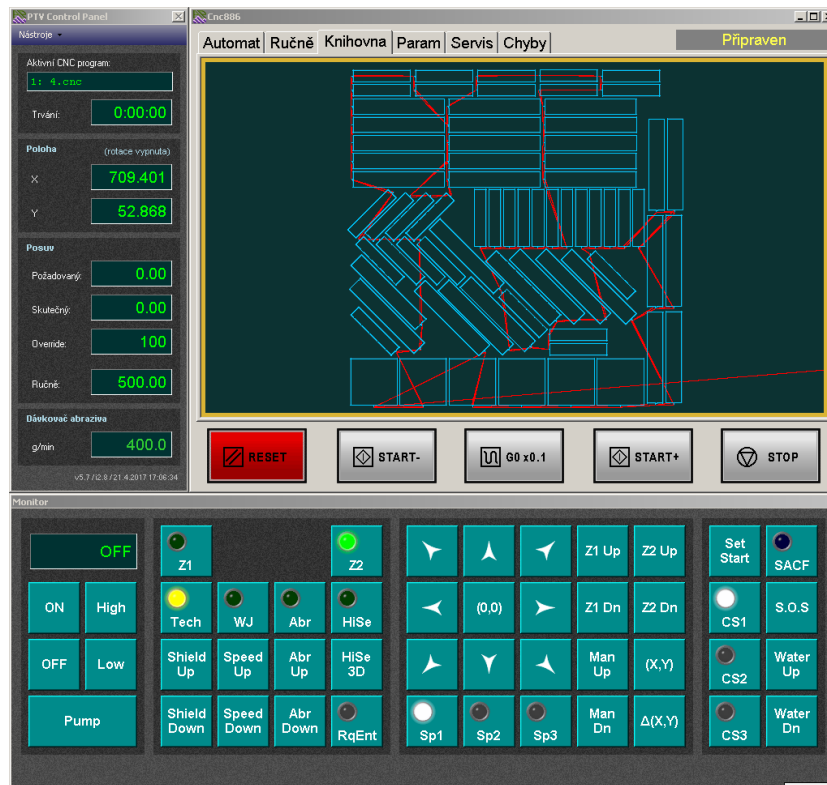 PTV Control Panel
Nástroje
Aktivní CNC program:
1: 4.cnc
Trvání:
0:00:00
Poloha
(rotace vypnuta)
X
709.401
Y
52.868
Posuv
Požadovaný:
0.00
Skutečný:
0.00
Override:
100
Ručně:
500.00
Dávkovač abraziva
g/min
400.0
v5.7 / i2.8 / 21.4.2017 17:06:34
Cnc886
Automat Ručně Knihovna Param Servis Chyby
Připraven
RESET
START-
G0 x0.1
START+
STOP
Monitor
OFF
ON
High
OFF
Low
Pump
Z1
Z2
Tech
WJ
Abr
HiSe
Shield Up
Speed Up
Abr Up
HiSe 3D
Shield Down
Speed Down
Abr Down
RqEnt
Z1 Up
Z2 Up
(0,0)
Z1 Dn
Z2 Dn
Man Up
(X,Y)
Sp1
Sp2
Sp3
Man Dn
Δ(X,Y)
Set Start
SACF
CS1
S.O.S
CS2
Water Up
CS3
Water Dn